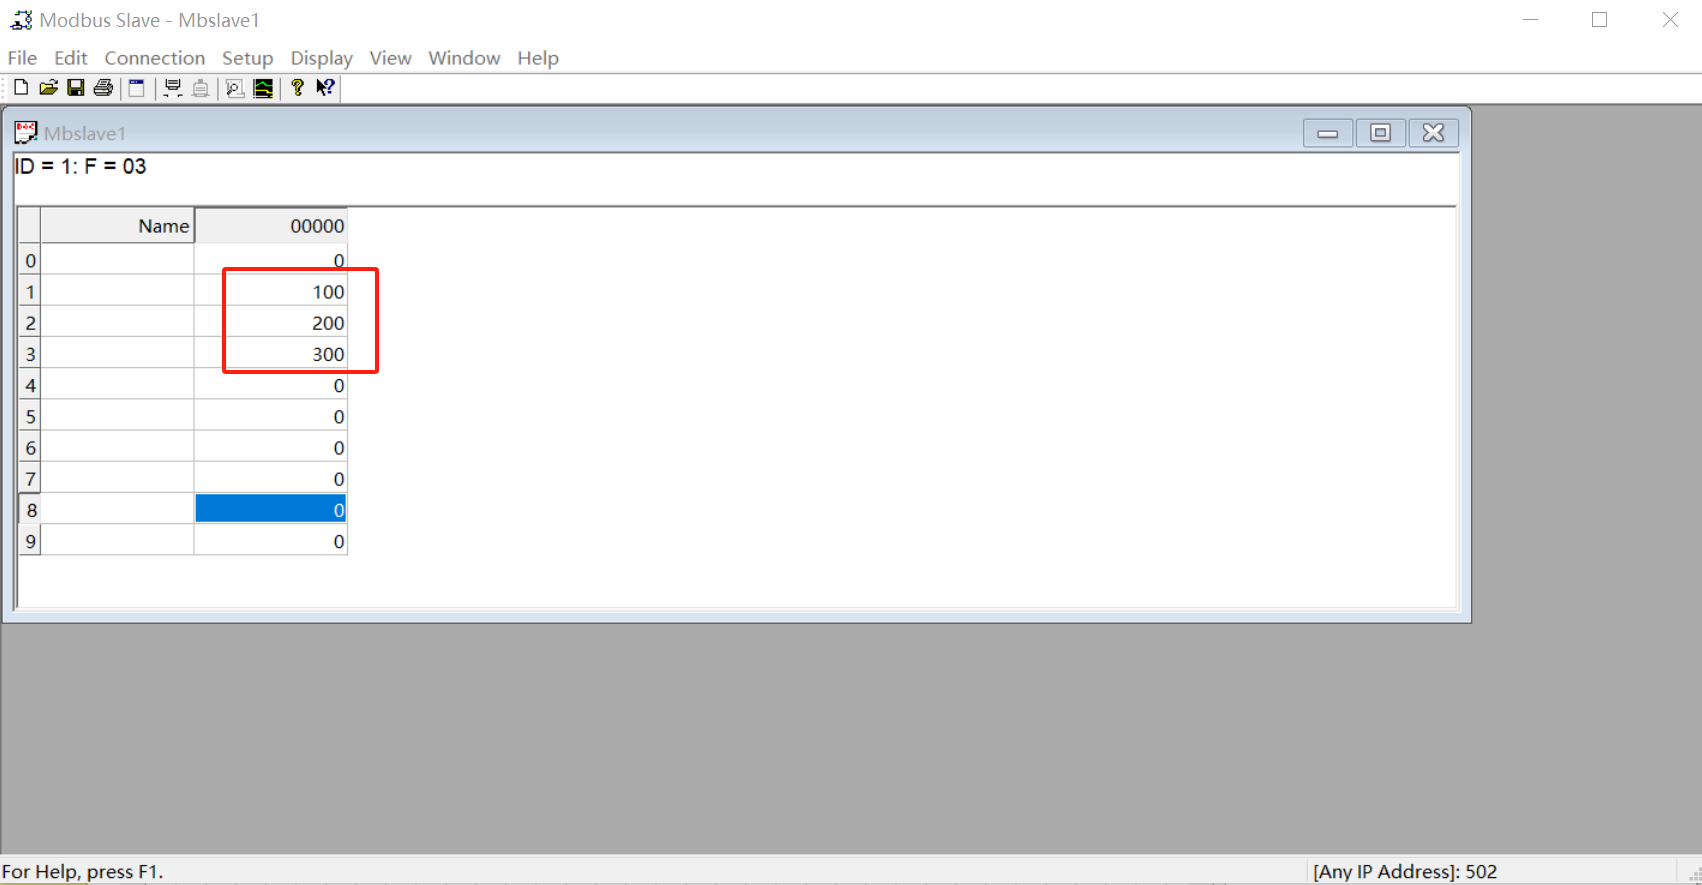 Modbus Slave - Mbslave1
File Edit Connection Setup Display View Window Help
Mbslave1
ID = 1: F = 03
Name 00000
0 0
1 100
2 200
3 300
4 0
5 0
6 0
7 0
8 0
9 0
For Help, press F1. [Any IP Address]: 502